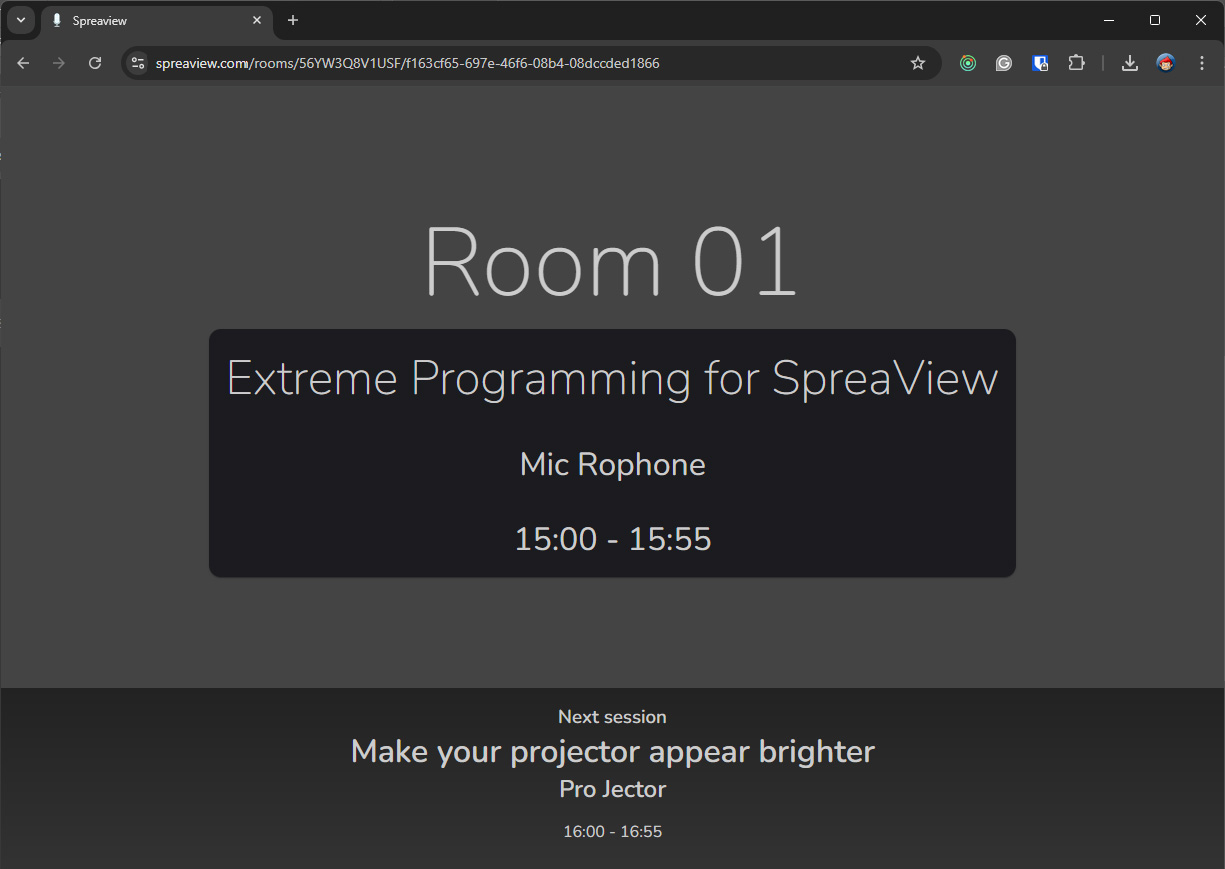 Spreaview
spreaview.com/rooms/56YW3Q8V1USF/f163cf65-697e-46f6-08b4-08dccded1866
Room 01
Extreme Programming for SpreaView
Mic Rophone
15:00 - 15:55
Next session
Make your projector appear brighter
Pro Jector
16:00 - 16:55